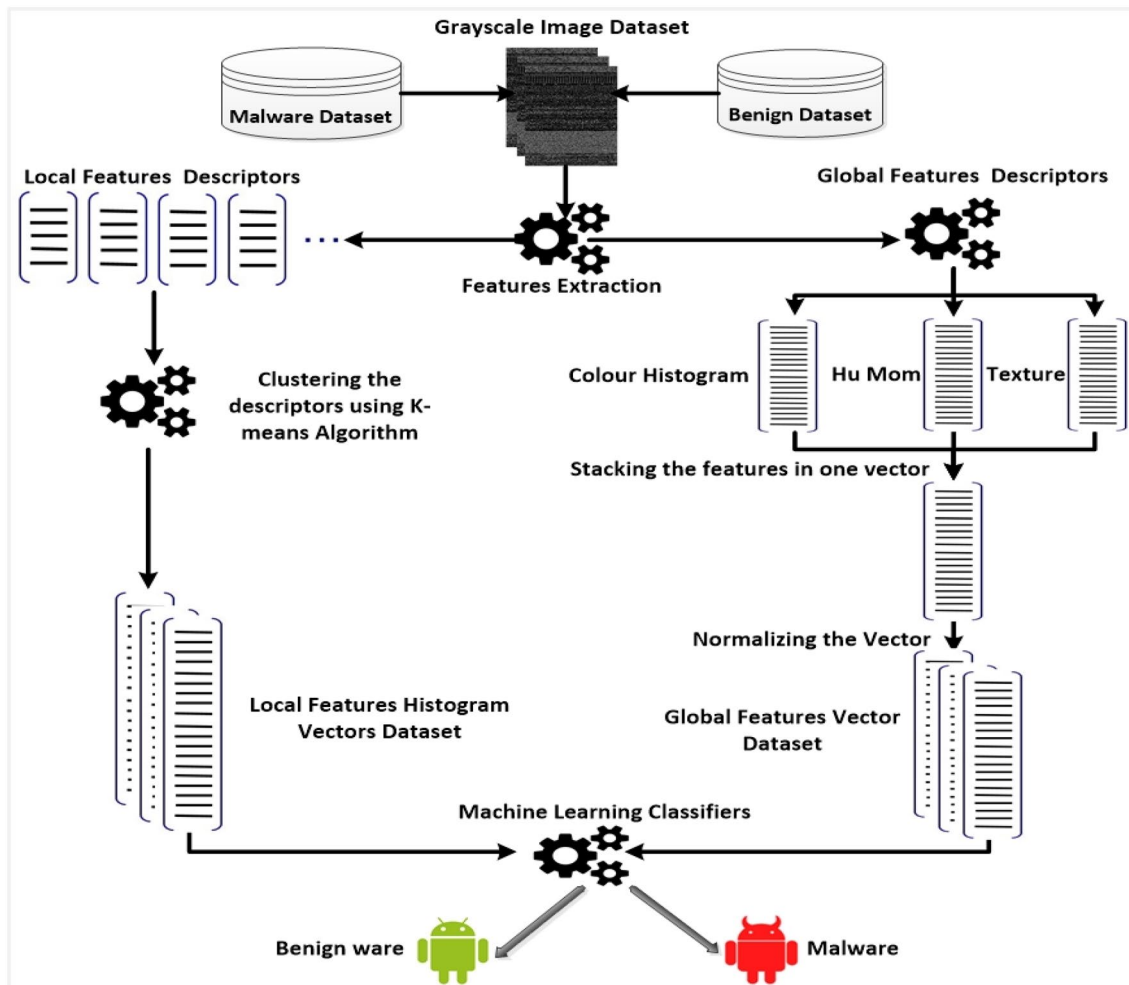 Grayscale Image Dataset
Malware Dataset
Benign Dataset
Local Features Descriptors
Global Features Descriptors
Features Extraction
Colour Histogram
Hu Mom
Texture
Clustering the
descriptors using K-
means Algorithm
Stacking the features in one vector
Normalizing the Vector
Local Features Histogram
Vectors Dataset
Global Features Vector
Dataset
Machine Learning Classifiers
Benign ware
Malware